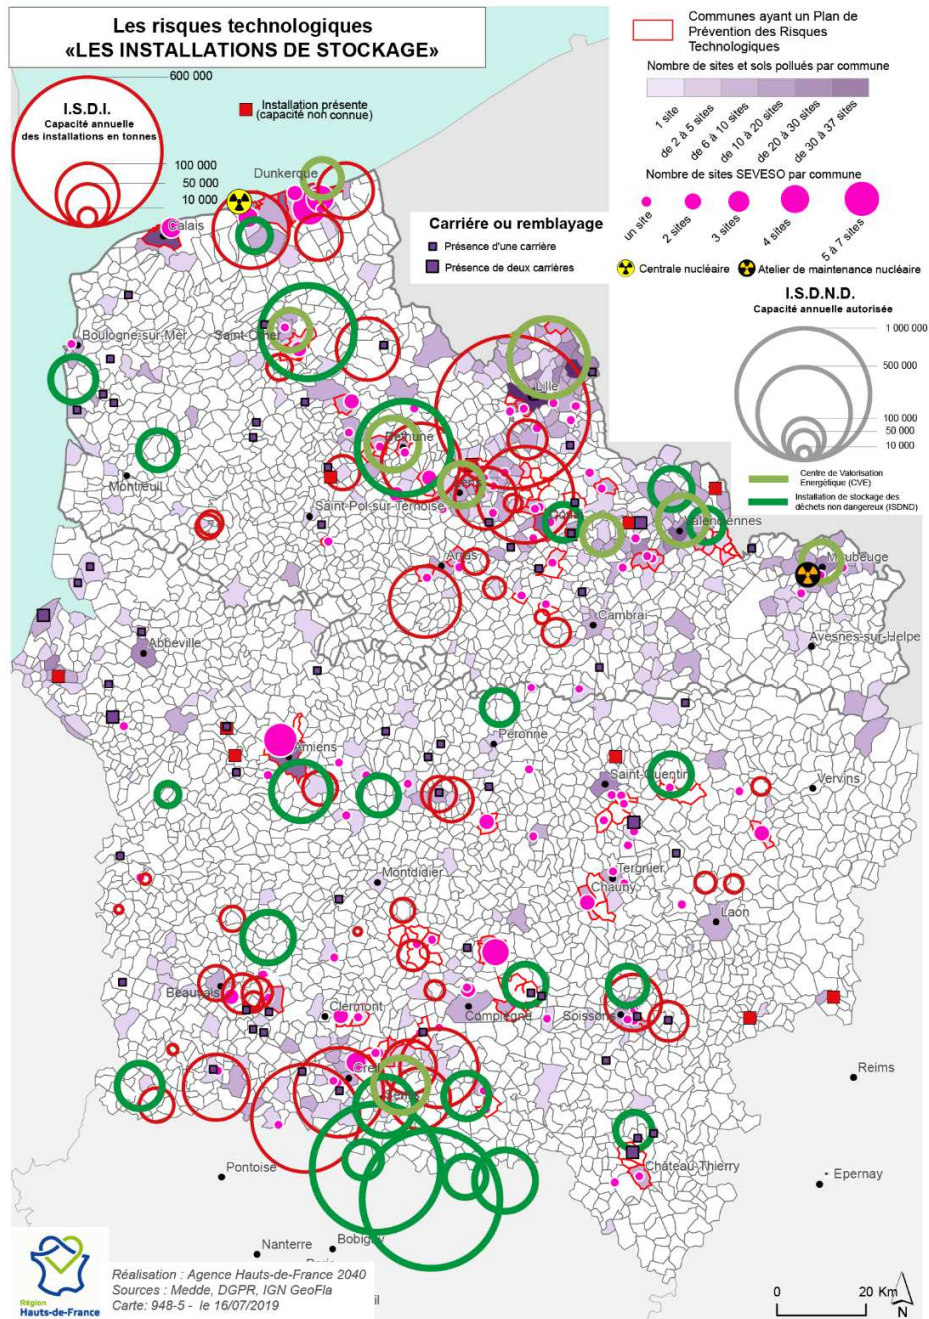 Les risques technologiques
«LES INSTALLATIONS DE STOCKAGE»
600 000
I.S.D.I.
Capacité annuelle
des installations en tonnes
100 000
50 000
10 000
Installation présente
(capacité non connue)
Communes ayant un Plan de
Prévention des Risques
Technologiques
Nombre de sites et sols pollués par commune
1 site
de 2 à 5 sites
de 6 à 10 sites
de 10 à 20 sites
de 20 à 30 sites
de 30 à 37 sites
Nombre de sites SEVESO par commune
un site
2 sites
3 sites
4 sites
5 à 7 sites
Centrale nucléaire
Atelier de maintenance nucléaire
Carriére ou remblayage
Présence d'une carrière
Présence de deux carrières
I.S.D.N.D.
Capacité annuelle autorisée
1 000 000
500 000
100 000
50 000
10 000
Centre de Valorisation
Energétique (CVE)
Installation de stockage des
déchets non dangereux (ISDND)
Dunkerque
Calais
Boulogne-sur-Mer
Saint-Omer
Lille
Béthune
Lens
Montreuil
Saint-Pol-sur-Ternoise
Valenciennes
Arras
Maubeuge
Cambrai
Avesnes-sur-Helpe
Abbeville
Péronne
Amiens
Saint-Quentin
Vervins
Montdidier
Tergnier
Chauny
Laon
Beauvais
Clermont
Compiègne
Soissons
Creil
Senlis
Reims
Château-Thierry
Epernay
Pontoise
Nanterre
Bobigny
Région
Hauts-de-France
Réalisation : Agence Hauts-de-France 2040
Sources : Medde, DGPR, IGN GeoFla
Carte: 948-5 - le 16/07/2019
0 20 Km
N